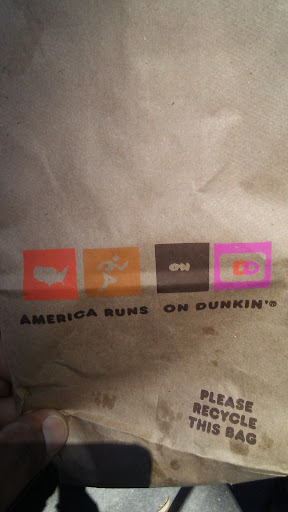 ON DD
AMERICA RUNS ON DUNKIN'®
PLEASE
RECYCLE
THIS BAG